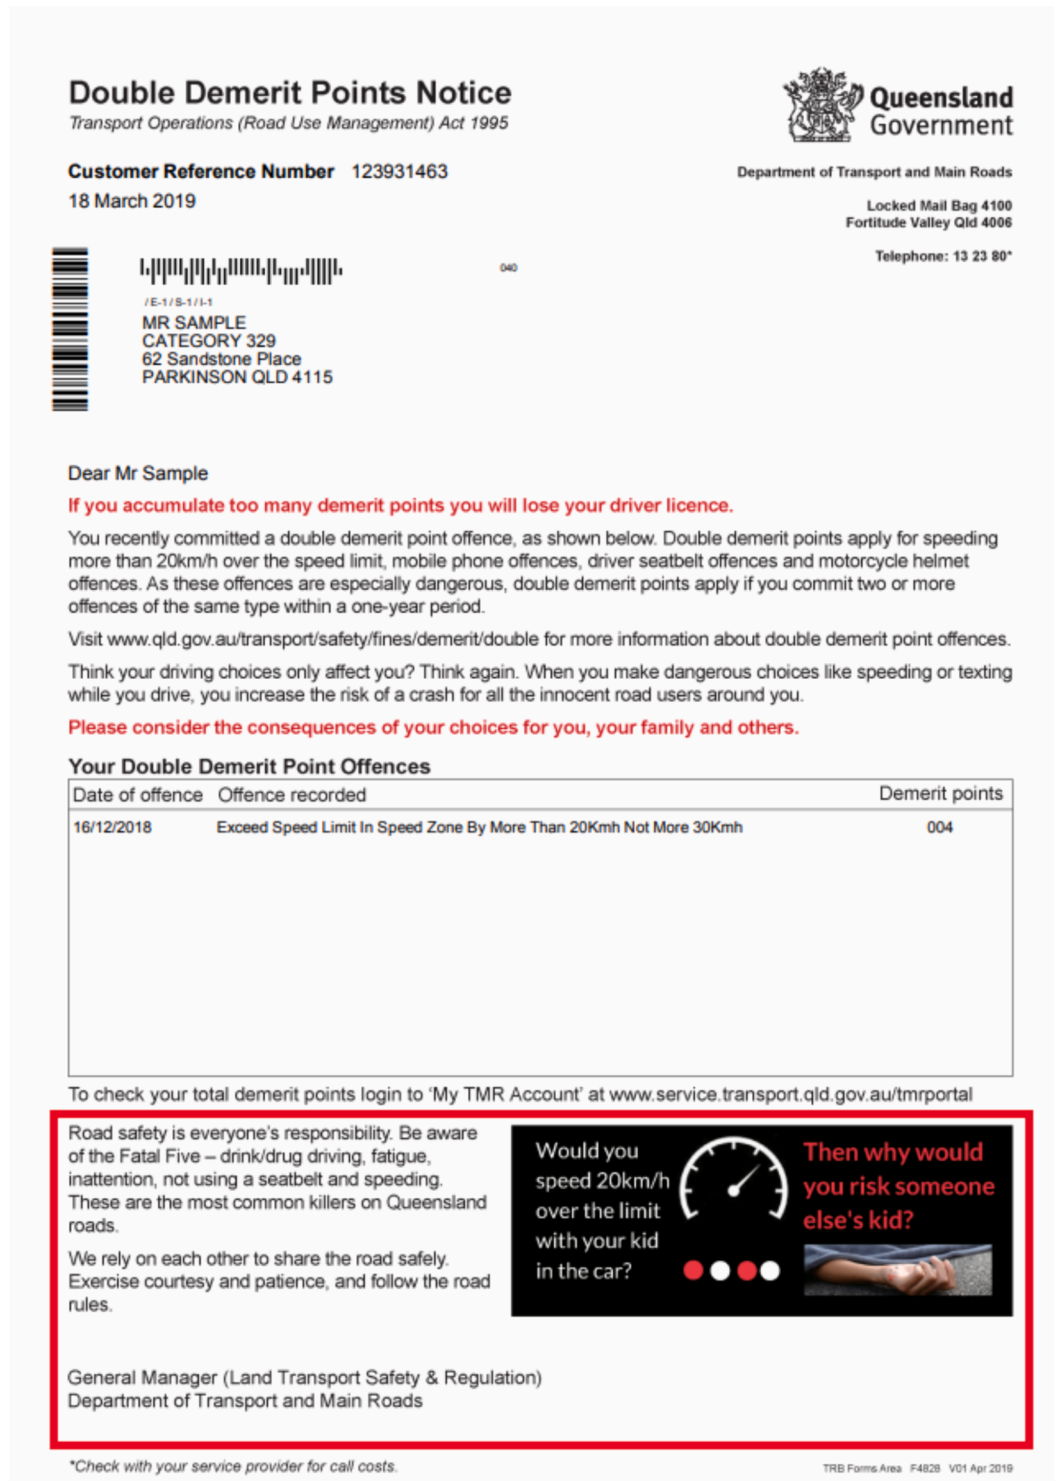 Double Demerit Points Notice
Transport Operations (Road Use Management) Act 1995
Queensland
Government
Customer Reference Number 123931463
18 March 2019
Department of Transport and Main Roads
Locked Mail Bag 4100
Fortitude Valley Qld 4006
Telephone: 13 23 80*
040
/ E-1 / S-1 / I-1
MR SAMPLE
CATEGORY 329
62 Sandstone Place
PARKINSON QLD 4115
Dear Mr Sample
If you accumulate too many demerit points you will lose your driver licence.
You recently committed a double demerit point offence, as shown below. Double demerit points apply for speeding
more than 20km/h over the speed limit, mobile phone offences, driver seatbelt offences and motorcycle helmet
offences. As these offences are especially dangerous, double demerit points apply if you commit two or more
offences of the same type within a one-year period.
Visit www.qld.gov.au/transport/safety/fines/demerit/double for more information about double demerit point offences.
Think your driving choices only affect you? Think again. When you make dangerous choices like speeding or texting
while you drive, you increase the risk of a crash for all the innocent road users around you.
Please consider the consequences of your choices for you, your family and others.
Your Double Demerit Point Offences
Date of offence Offence recorded Demerit points
16/12/2018 Exceed Speed Limit In Speed Zone By More Than 20Kmh Not More 30Kmh 004
To check your total demerit points login to 'My TMR Account' at www.service.transport.qld.gov.au/tmrportal
Road safety is everyone's responsibility. Be aware
of the Fatal Five – drink/drug driving, fatigue,
inattention, not using a seatbelt and speeding.
These are the most common killers on Queensland
roads.
We rely on each other to share the road safely.
Exercise courtesy and patience, and follow the road
rules.
Would you
speed 20km/h
over the limit
with your kid
in the car?
Then why would
you risk someone
else's kid?
General Manager (Land Transport Safety & Regulation)
Department of Transport and Main Roads
*Check with your service provider for call costs.
TRB Forms Area F4828 V01 Apr 2019